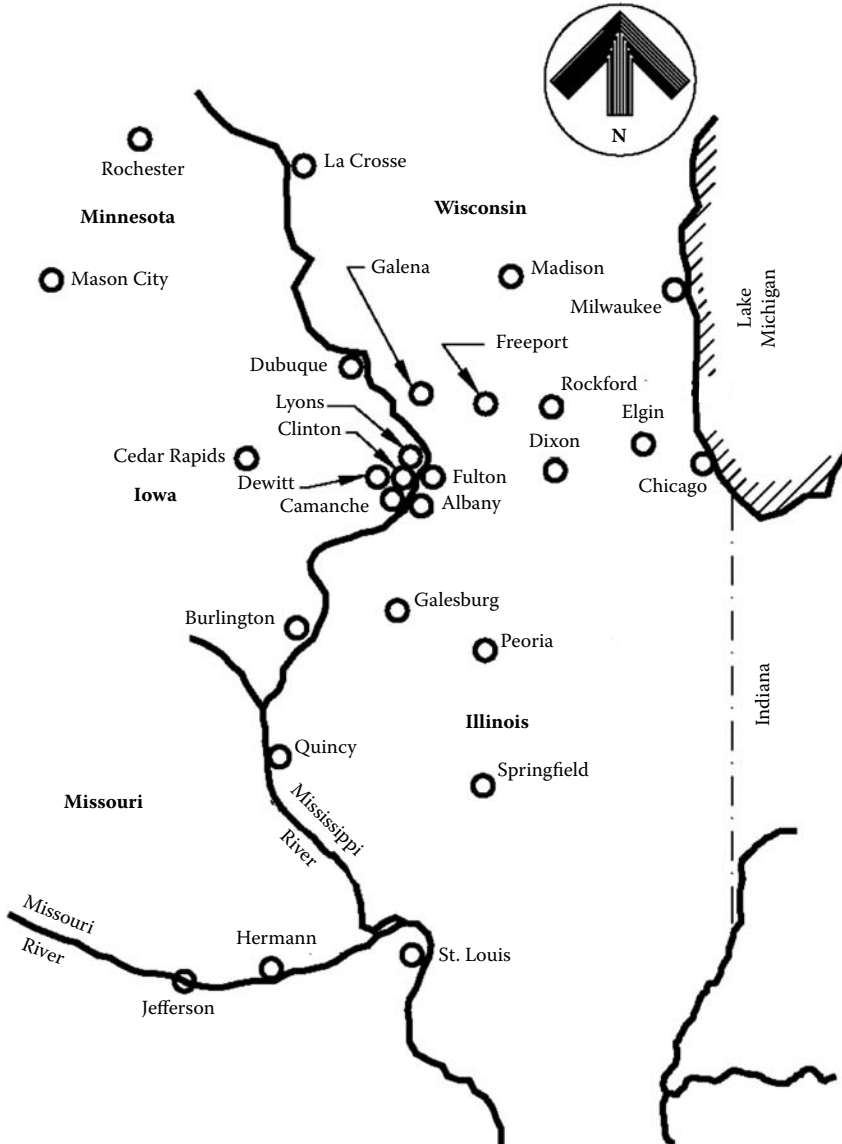 N
Rochester
La Crosse
Minnesota
Wisconsin
Galena
Madison
Mason City
Milwaukee
Lake
Michigan
Freeport
Dubuque
Rockford
Lyons
Elgin
Clinton
Cedar Rapids
Dixon
Dewitt
Fulton
Chicago
Iowa
Camanche
Albany
Galesburg
Burlington
Peoria
Indiana
Illinois
Quincy
Springfield
Missouri
Mississippi
River
Missouri
River
Hermann
St. Louis
Jefferson